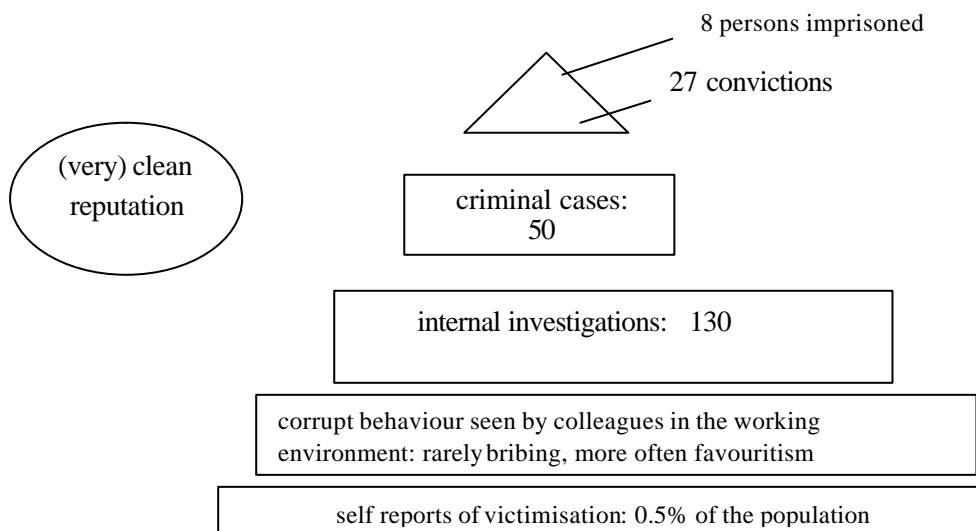 8 persons imprisoned
27 convictions
(very) clean
reputation
criminal cases:
50
internal investigations: 130
corrupt behaviour seen by colleagues in the working
environment: rarely bribing, more often favouritism
self reports of victimisation: 0.5% of the population